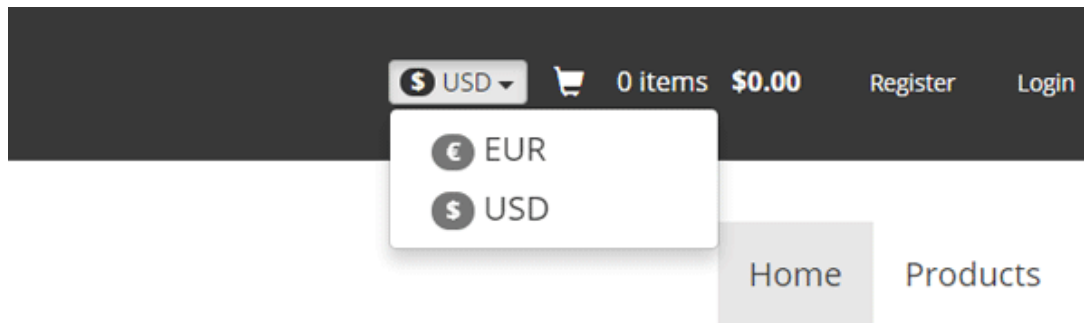 $ USD 0 items $0.00 Register Login
€ EUR
$ USD
Home Products